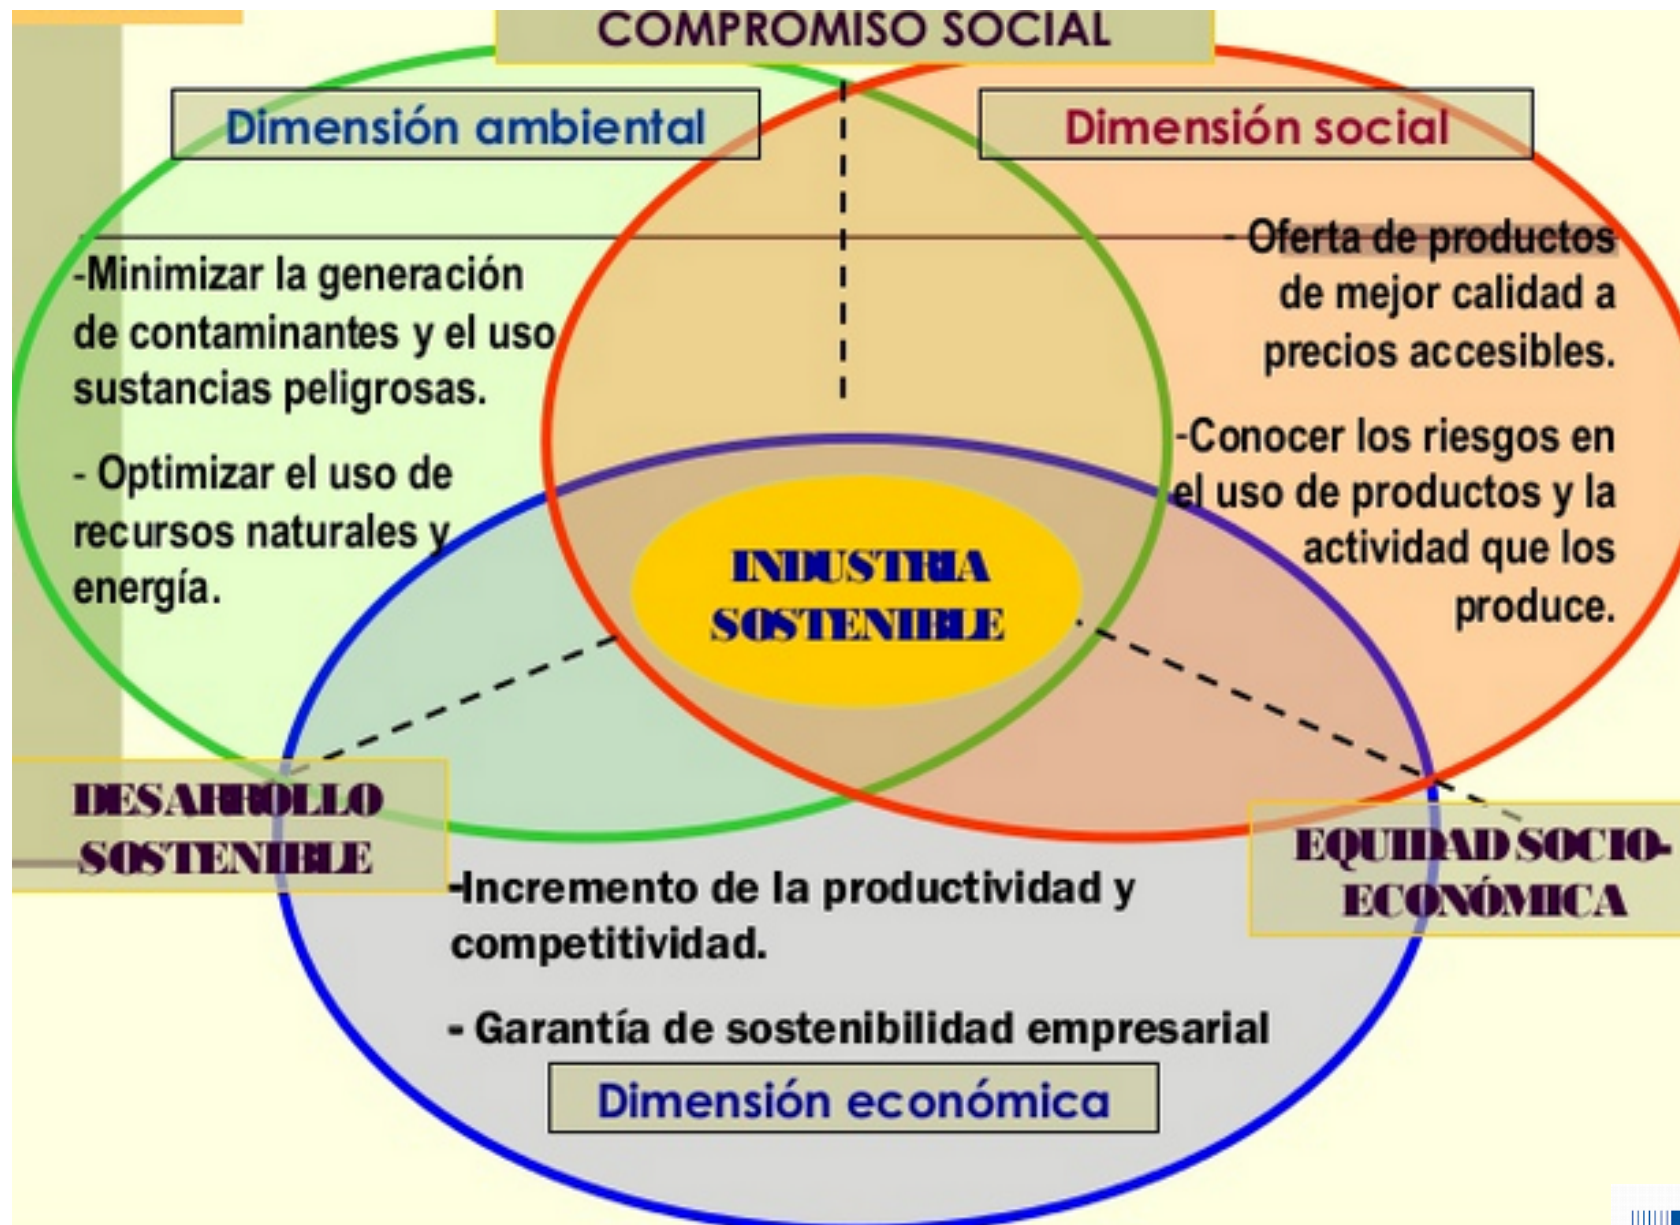 COMPROMISO SOCIAL
Dimensión ambiental
Dimensión social
-Minimizar la generación
de contaminantes y el uso
sustancias peligrosas.
- Optimizar el uso de
recursos naturales y
energía.
- Oferta de productos
de mejor calidad a
precios accesibles.
-Conocer los riesgos en
el uso de productos y la
actividad que los
produce.
INDUSTRIA
SOSTENIBLE
DESARROLLO
SOSTENIBLE
EQUIDAD SOCIO-
ECONÓMICA
-Incremento de la productividad y
competitividad.
- Garantía de sostenibilidad empresarial
Dimensión económica